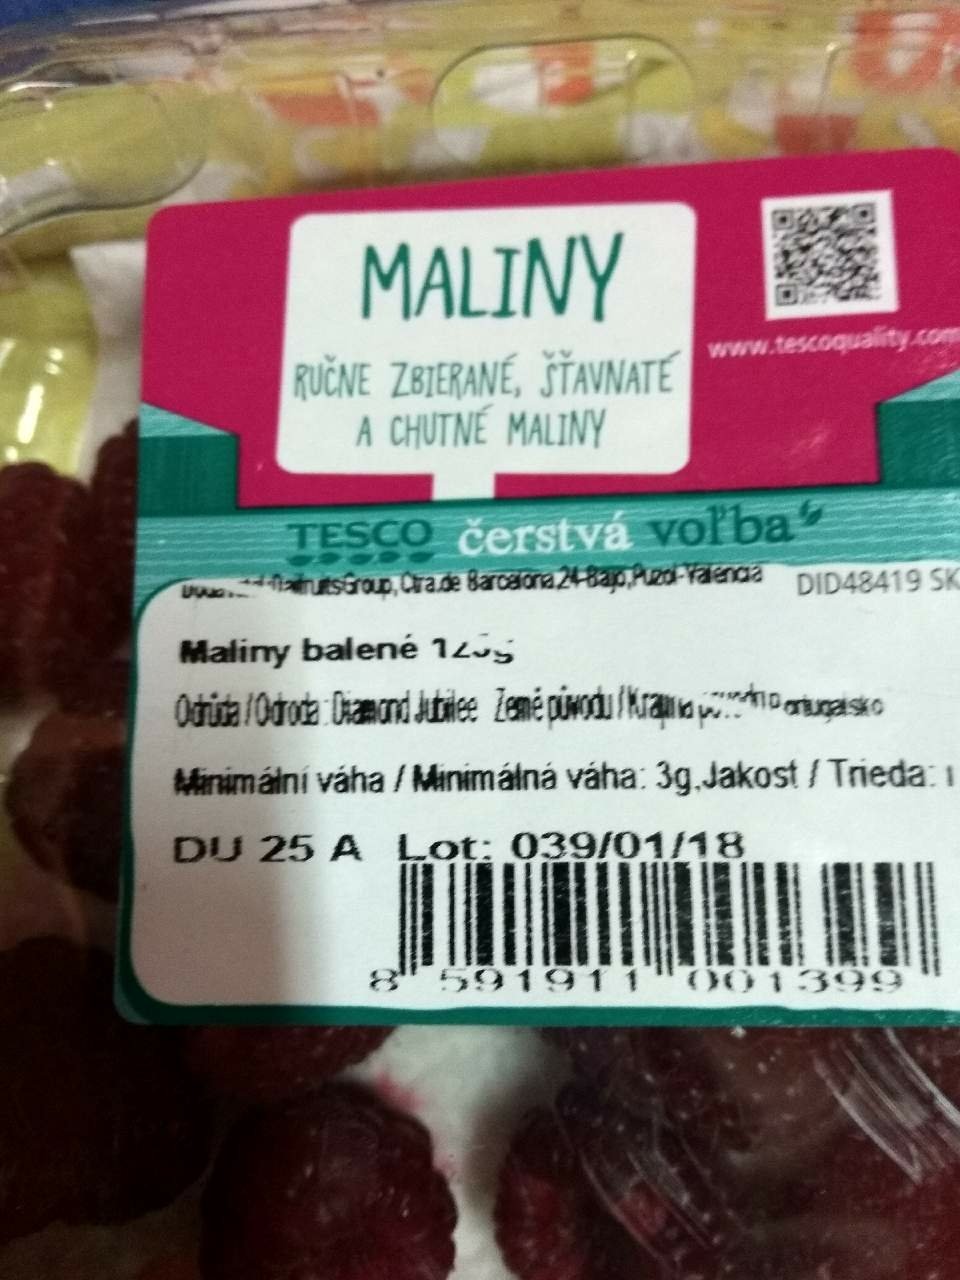 MALINY
RUČNE ZBIERANÉ, ŠŤAVNATÉ
A CHUTNÉ MALINY
www.tescoquality.com
TESCO čerstvá voľba
Group, Ctra.de Barcelona,24-Bajo,Puzol-Valencia DID48419 SK
Maliny balené
Odrůda / Odroda: Diamond Jubilee Země původu / Krajina
Minimální váha / Minimálná váha: 3g,Jakost / Trieda: I
DU 25 A Lot: 039/01/18
8 591911 001399